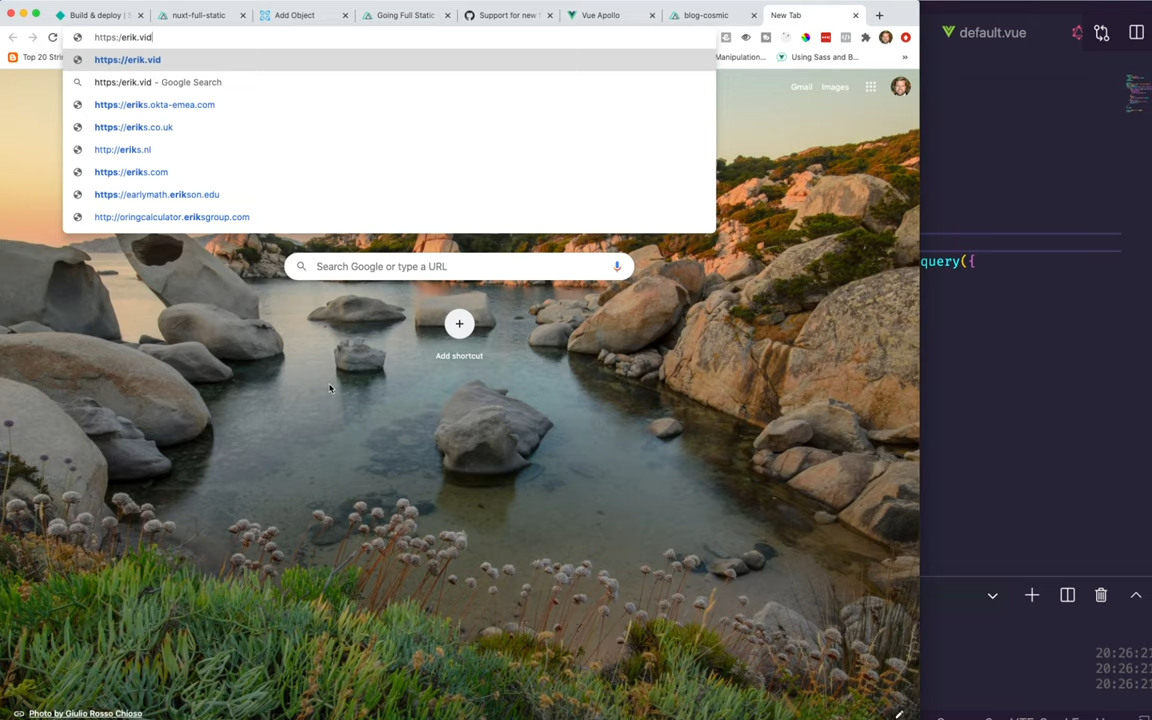 Build & deploy | S
nuxt-full-static
Add Object
Going Full Static
Support for new
Vue Apollo
blog-cosmic
New Tab
default.vue
https:/erik.vid
Top 20 Strin
Manipulation...
Using Sass and B...
»
https://erik.vid
https:/erik.vid - Google Search
https://eriks.okta-emea.com
https://eriks.co.uk
http://eriks.nl
https://eriks.com
https://earlymath.erikson.edu
http://oringcalculator.eriksgroup.com
Gmail
Images
Search Google or type a URL
Add shortcut
query({
20:26:21
20:26:21
20:26:21
Photo by Giulio Rosso Chioso